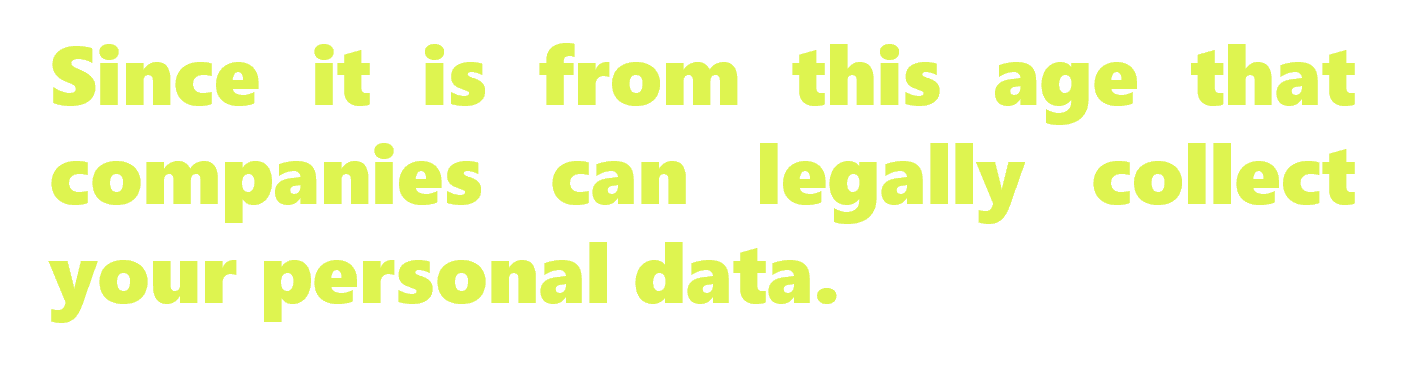 Since it is from this age that
companies can legally collect
your personal data.